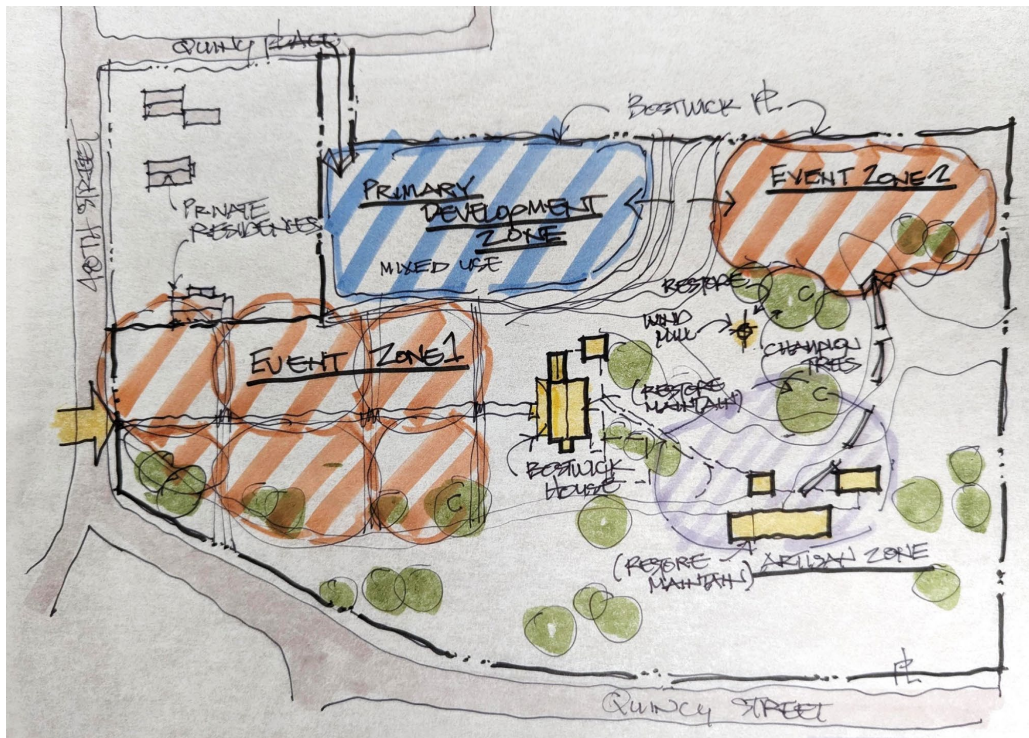 QUINCY PLACE
BOSTWICK PL
EVENT ZONE 2
PRIMARY
DEVELOPMENT
ZONE
MIXED USE
PRIVATE
RESIDENCES
STREET
RESTORE
WIND
MILL
C
CHAMPION
TREES
C
EVENT ZONE 1
(RESTORE
MAINTAIN)
BOSTWICK
HOUSE
C
(RESTORE
MAINTAIN)
ARTISAN ZONE
PL
QUINCY STREET